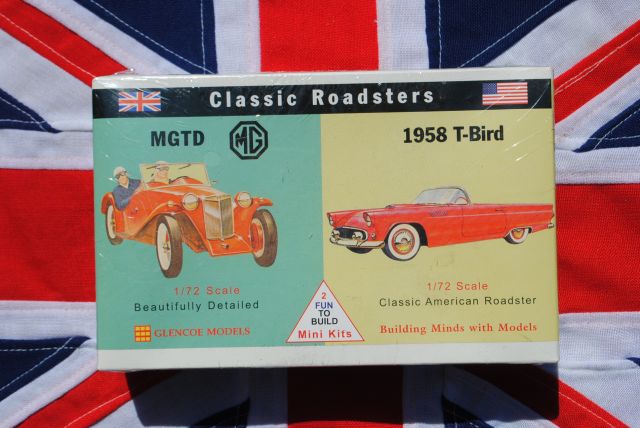 Classic Roadsters
MGTD
MG
1958 T-Bird
1/72 Scale
Beautifully Detailed
1/72 Scale
Classic American Roadster
2
FUN
TO
BUILD
Mini Kits
GLENCOE MODELS
Building Minds with Models